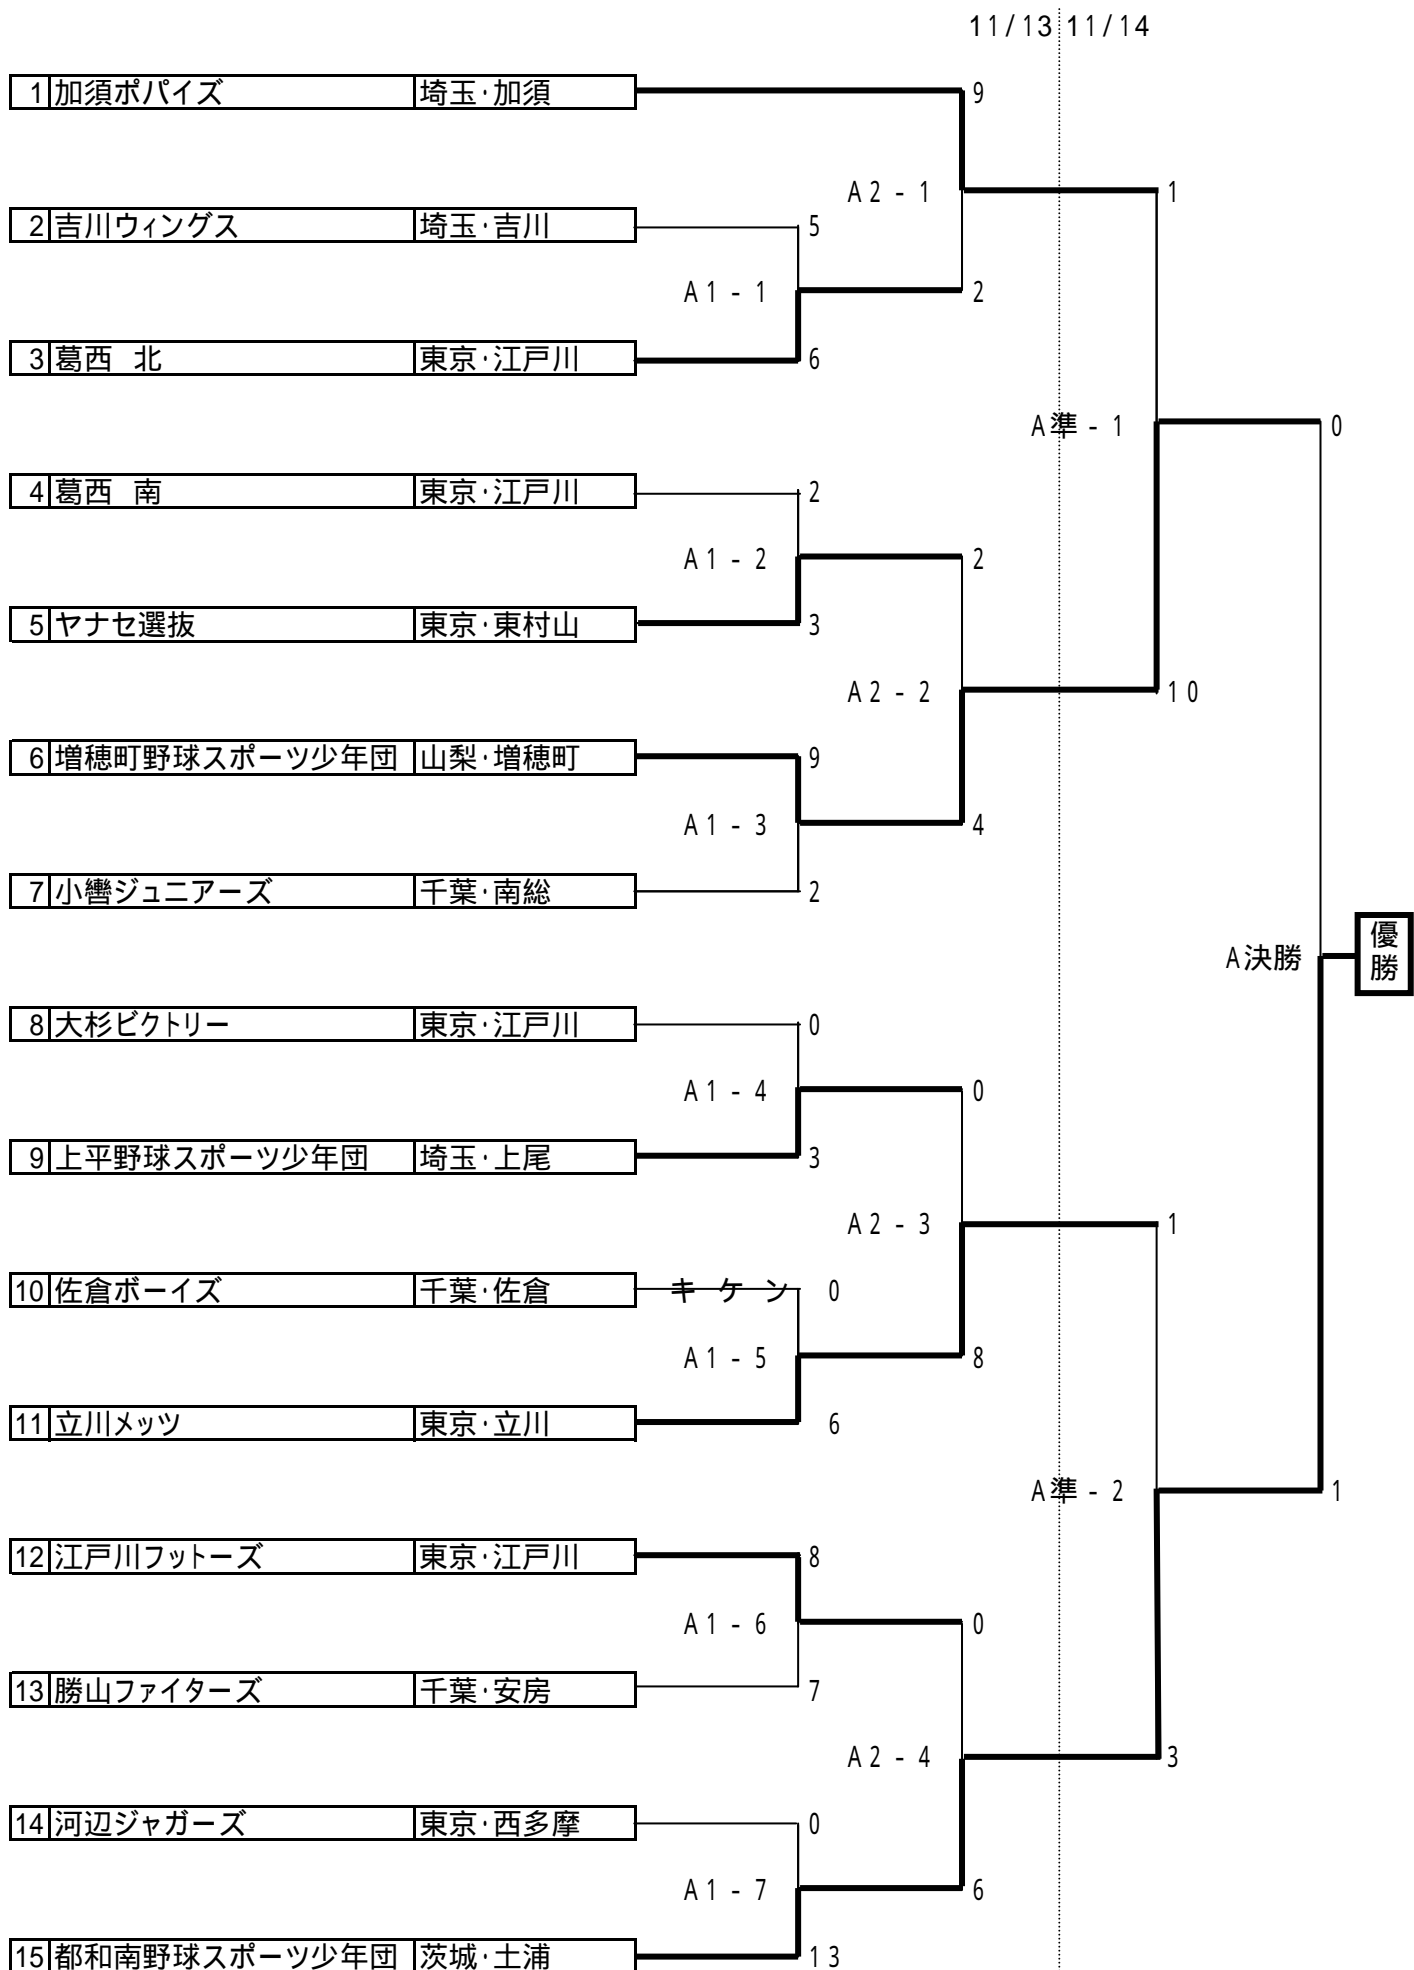 11/13 11/14
1 加須ポパイズ 埼玉・加須 9
A2-1 1
2 吉川ウィングス 埼玉・吉川 5
A1-1 2
3 葛西 北 東京・江戸川 6
A準-1 0
4 葛西 南 東京・江戸川 2
A1-2 2
5 ヤナセ選抜 東京・東村山 3
A2-2 10
6 増穂町野球スポーツ少年団 山梨・増穂町 9
A1-3 4
7 小轡ジュニアーズ 千葉・南総 2
A決勝 優勝
8 大杉ビクトリー 東京・江戸川 0
A1-4 0
9 上平野球スポーツ少年団 埼玉・上尾 3
A2-3 1
10 佐倉ボーイズ 千葉・佐倉 キケン 0
A1-5 8
11 立川メッツ 東京・立川 6
A準-2 1
12 江戸川フットーズ 東京・江戸川 8
A1-6 0
13 勝山ファイターズ 千葉・安房 7
A2-4 3
14 河辺ジャガーズ 東京・西多摩 0
A1-7 6
15 都和南野球スポーツ少年団 茨城・土浦 13